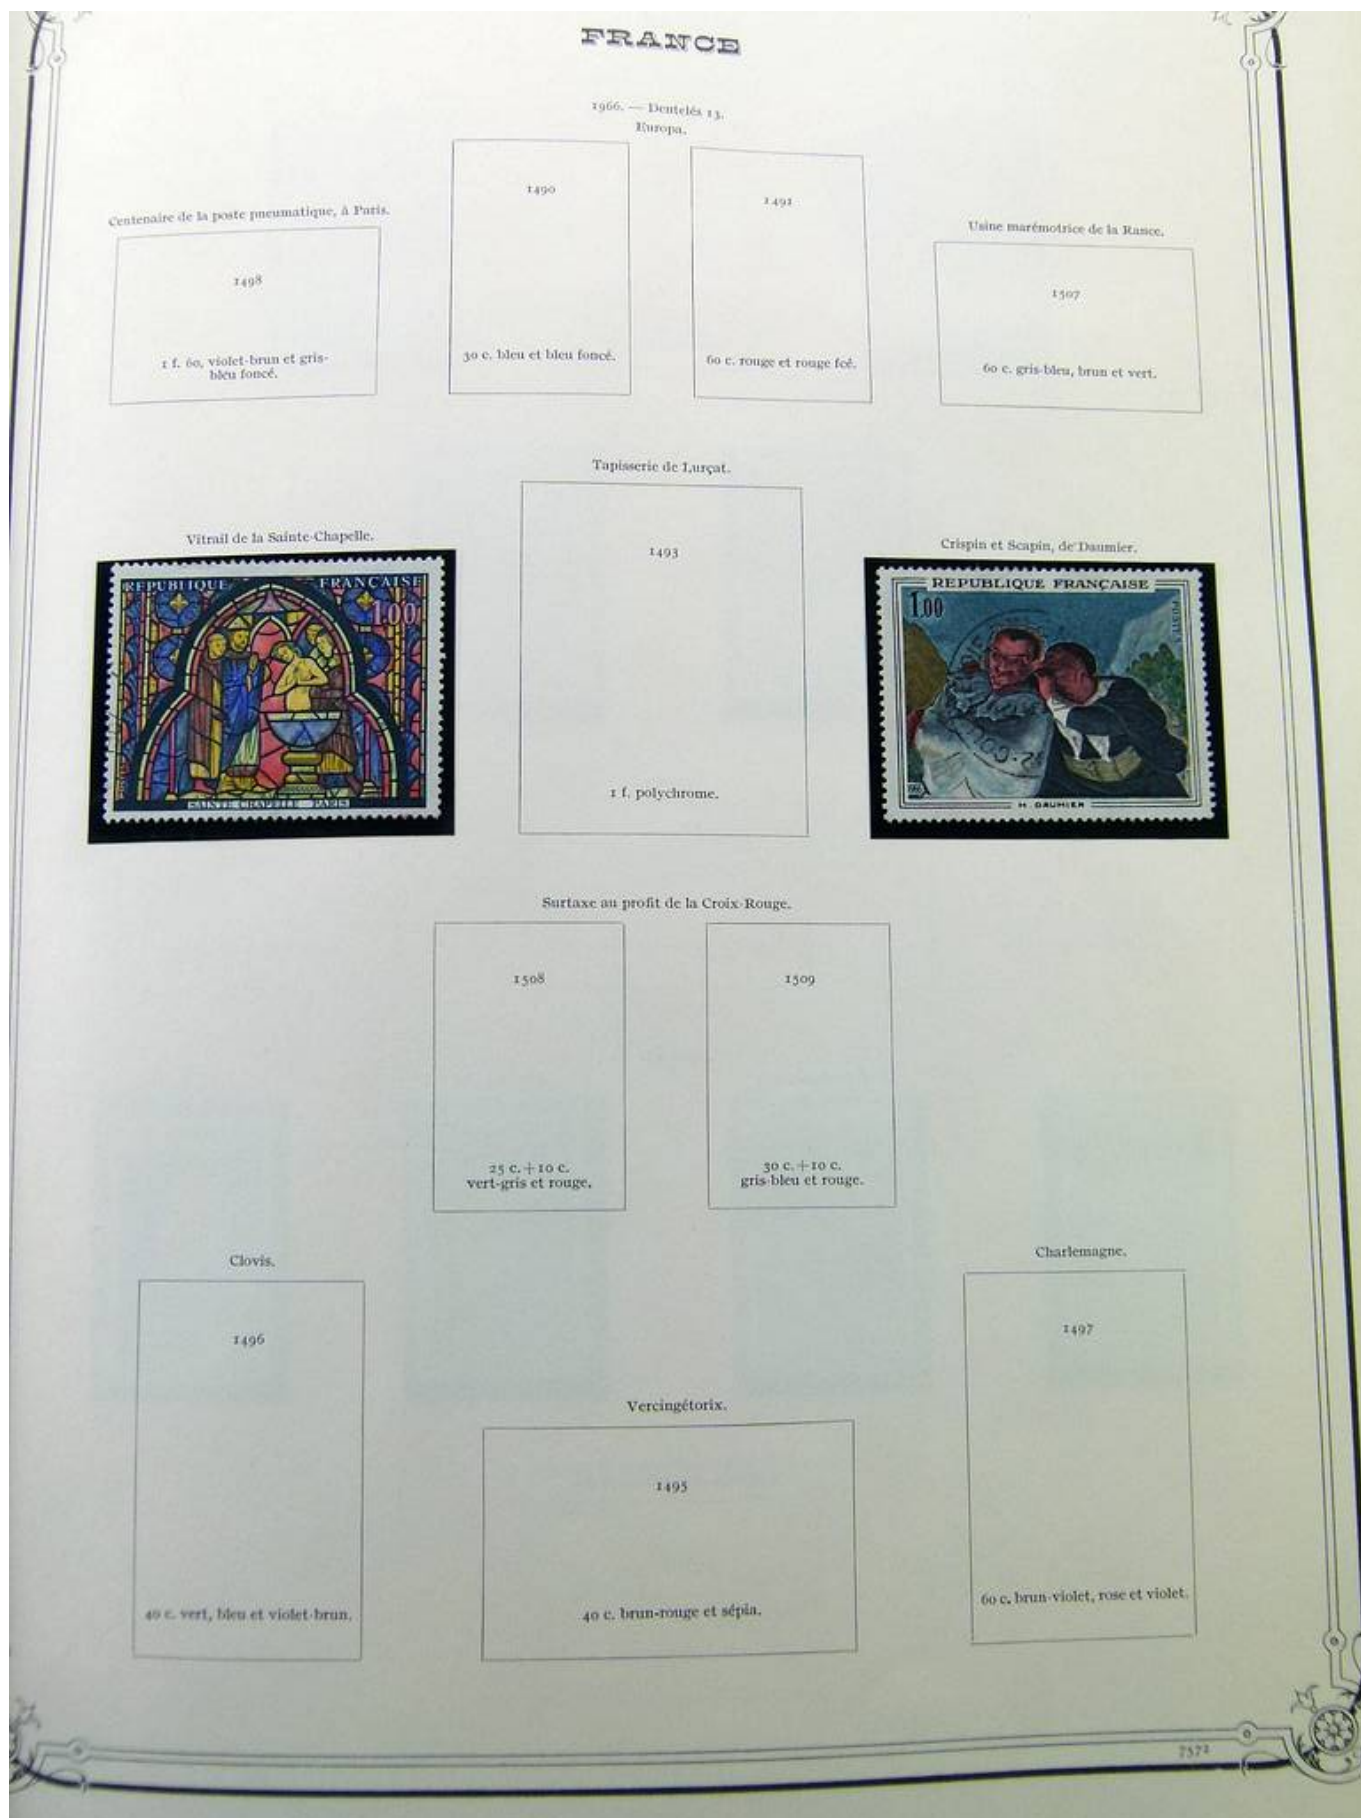 FRANCE
1966. — Dentelés 13.
Europa.
1490
1491
Centenaire de la poste pneumatique, à Paris.
Usine marémotrice de la Rance.
1498
1507
1 f. 60, violet-brun et gris-
bleu foncé.
30 c. bleu et bleu foncé.
60 c. rouge et rouge fcé.
60 c. gris-bleu, brun et vert.
Tapisserie de Lurçat.
Vitrail de la Sainte-Chapelle.
1493
Crispin et Scapin, de Daumier.
REPUBLIQUE FRANÇAISE
1.00
SAINTE CHAPELLE - PARIS
REPUBLIQUE FRANÇAISE
1.00
POSTES
H. DAUMIER
1 f. polychrome.
Surtaxe au profit de la Croix-Rouge.
1508
1509
25 c. + 10 c.
vert-gris et rouge.
30 c. + 10 c.
gris-bleu et rouge.
Clovis.
Charlemagne.
1496
1497
Vercingétorix.
1495
40 c. vert, bleu et violet-brun.
40 c. brun-rouge et sépia.
60 c. brun-violet, rose et violet.
7572